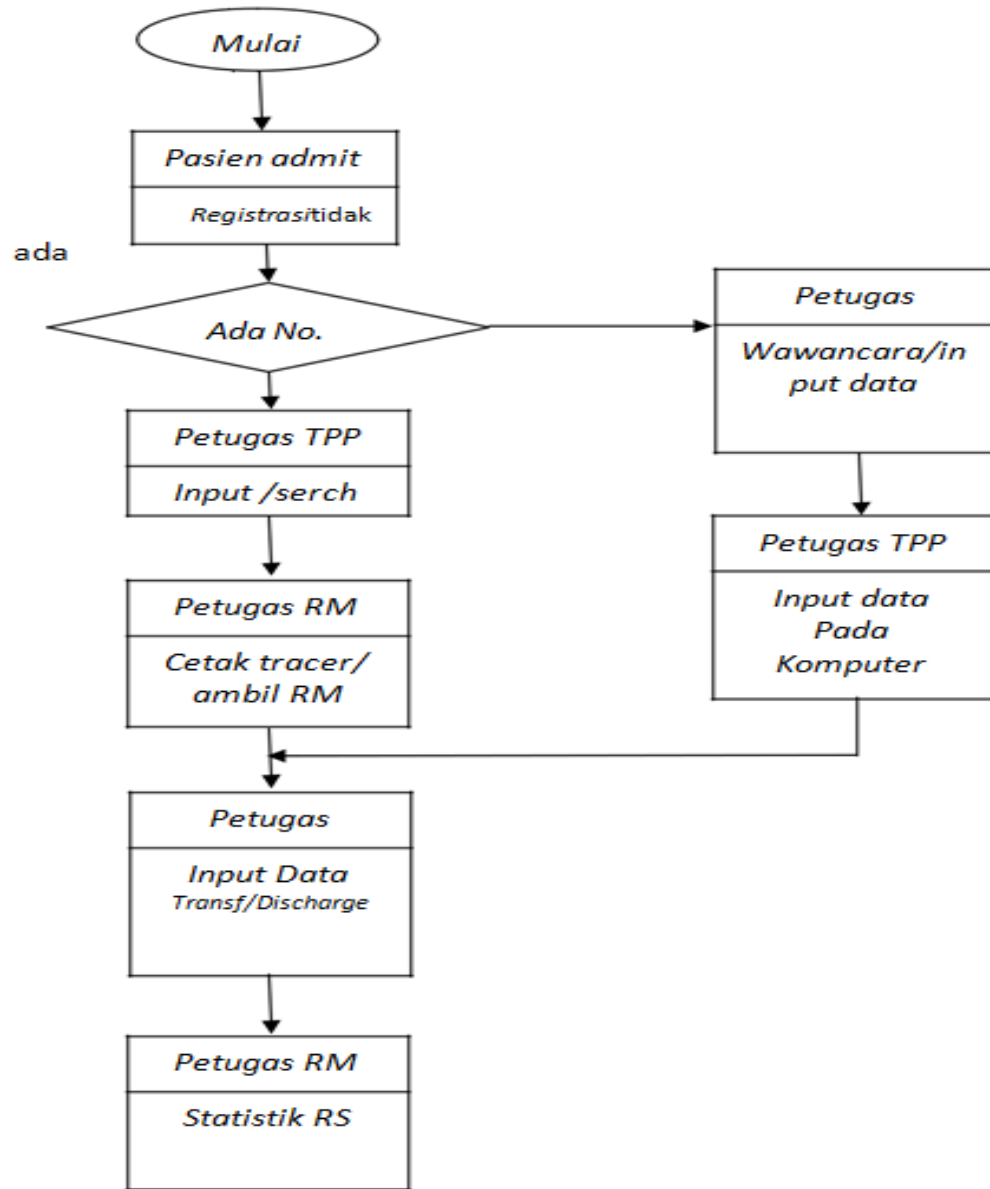 Mulai
Pasien admit
Registrasitidak
ada
Ada No.
Petugas TPP
Input /serch
Petugas RM
Cetak tracer/
ambil RM
Petugas
Wawancara/in
put data
Petugas TPP
Input data
Pada
Komputer
Petugas
Input Data
Transf/Discharge
Petugas RM
Statistik RS